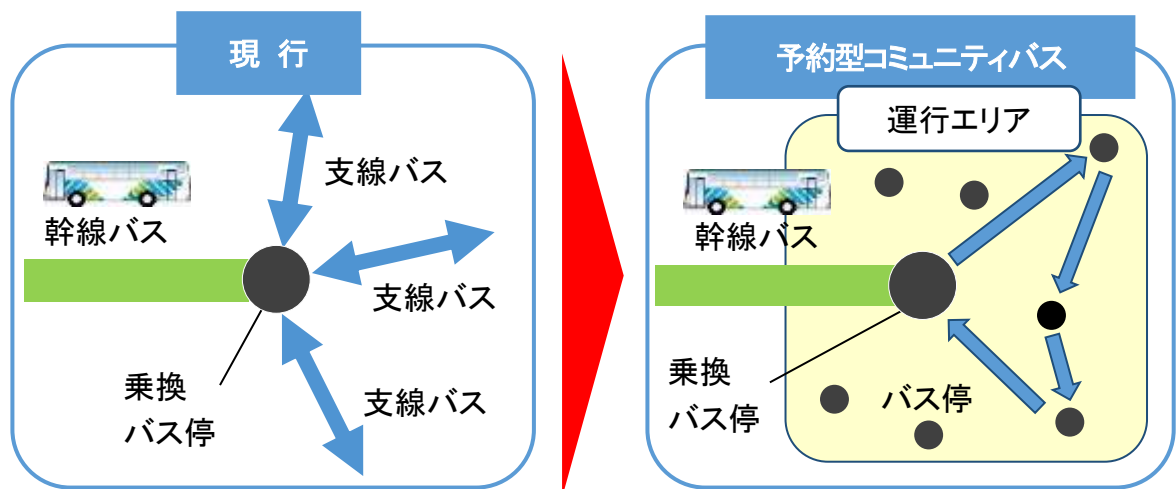 現 行
支線バス
幹線バス
支線バス
乗換
バス停
支線バス
予約型コミュニティバス
運行エリア
幹線バス
乗換
バス停
バス停